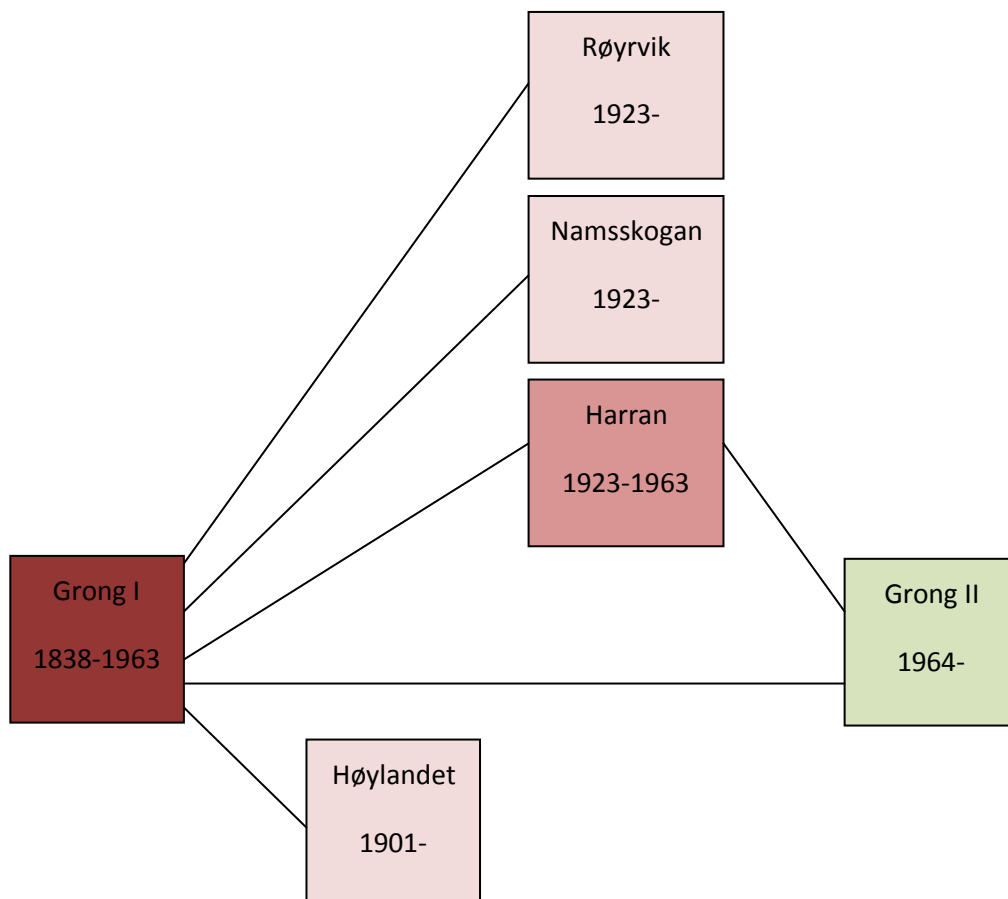 Røyrvik
1923-
Namsskogan
1923-
Harran
1923-1963
Grong I
1838-1963
Grong II
1964-
Høylandet
1901-